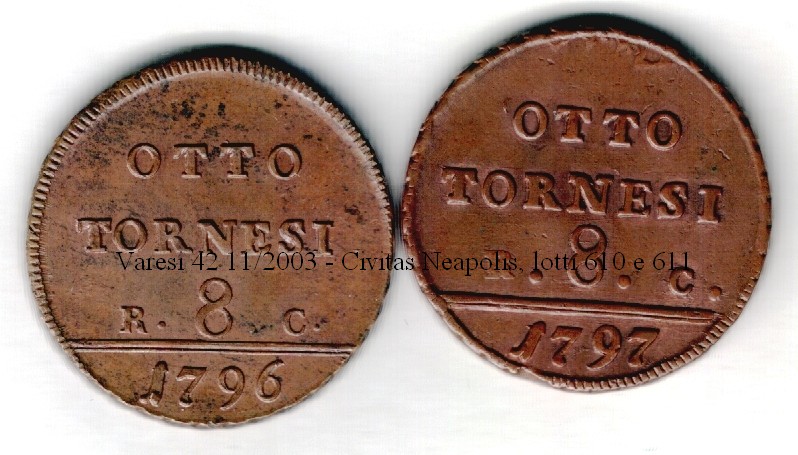 OTTO
TORNESI
R. 8 C.
1796
OTTO
TORNESI
R. 8. C.
1797
Varesi 42 11/2003 - Civitas Neapolis, lotti 610 e 611